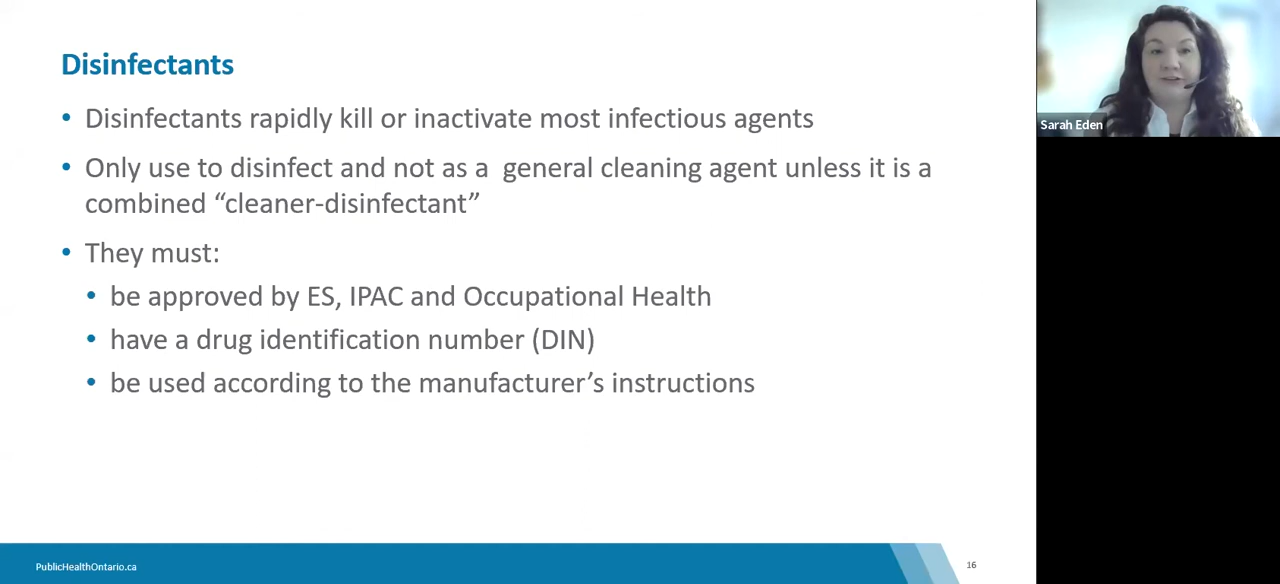 Disinfectants
• Disinfectants rapidly kill or inactivate most infectious agents
• Only use to disinfect and not as a  general cleaning agent unless it is a
combined “cleaner-disinfectant”
• They must:
• be approved by ES, IPAC and Occupational Health
• have a drug identification number (DIN)
• be used according to the manufacturer’s instructions
PublicHealthOntario.ca
16
Sarah Eden